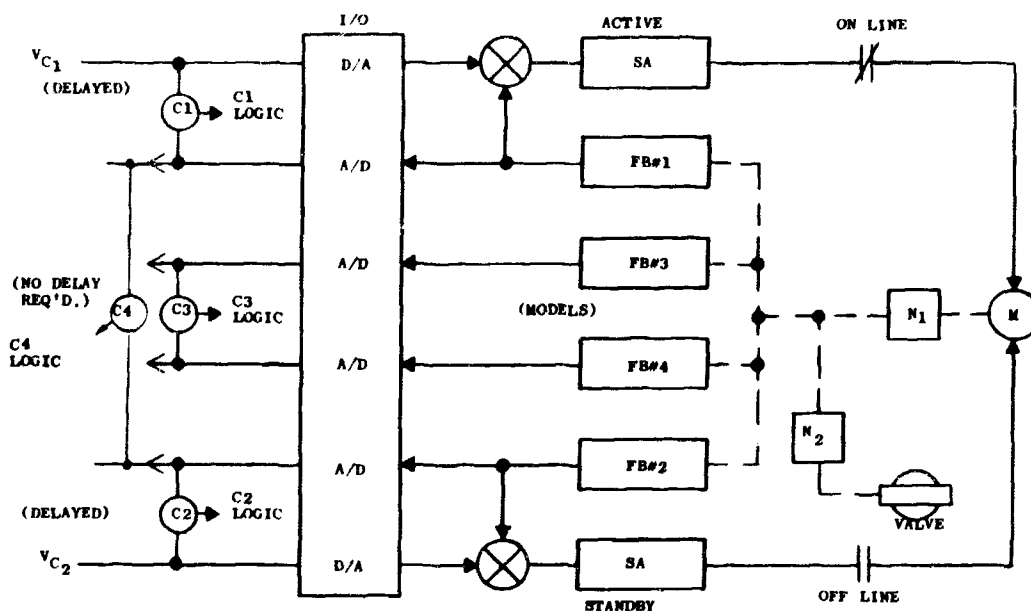 I/O
ACTIVE
ON LINE
VC1
(DELAYED)
D/A
SA
C1
C1
LOGIC
A/D
FB#1
A/D
FB#3
(NO DELAY
REQ'D.)
C4
C3
C3
LOGIC
(MODELS)
N1
M
C4
LOGIC
A/D
FB#4
N2
A/D
FB#2
(DELAYED)
C2
C2
LOGIC
VALVE
VC2
D/A
SA
STANDBY
OFF LINE